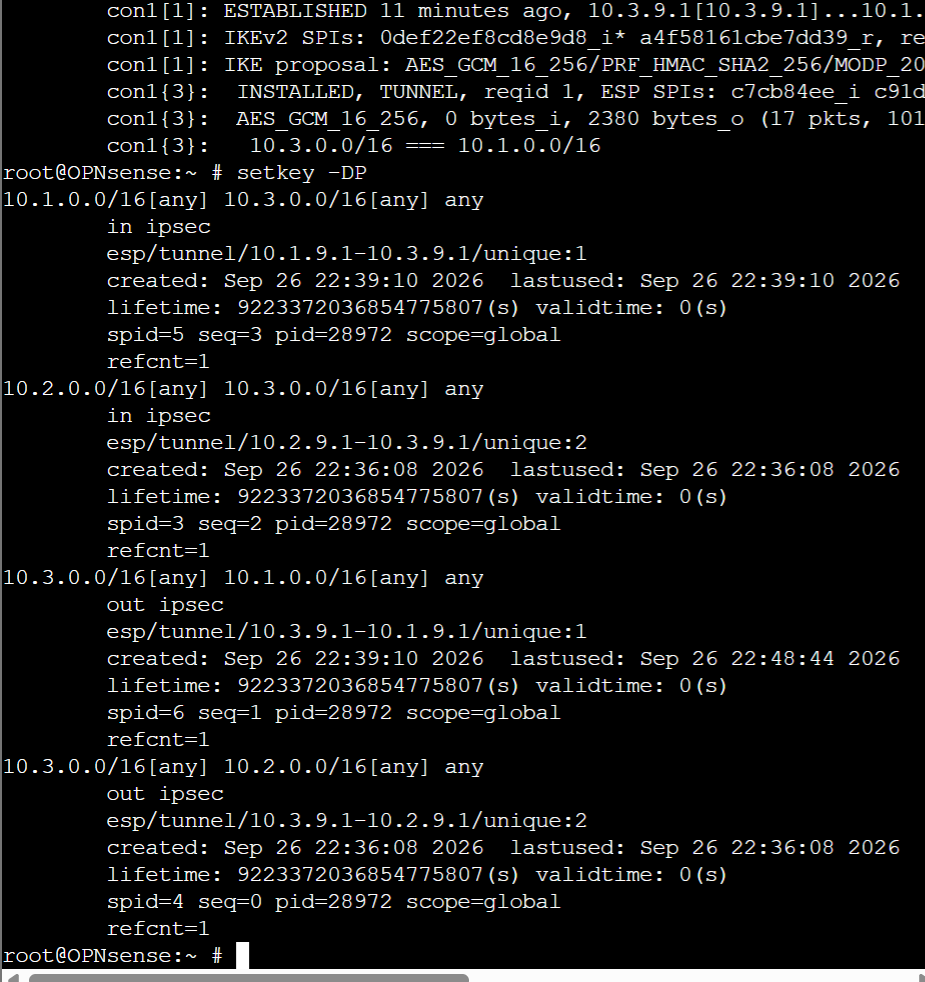 con1[1]: ESTABLISHED 11 minutes ago, 10.3.9.1[10.3.9.1]...10.1.
con1[1]: IKEv2 SPIs: 0def22ef8cd8e9d8_i* a4f58161cbe7dd39_r, re
con1[1]: IKE proposal: AES_GCM_16_256/PRF_HMAC_SHA2_256/MODP_20
con1{3}:  INSTALLED, TUNNEL, reqid 1, ESP SPIs: c7cb84ee_i c91d
con1{3}:  AES_GCM_16_256, 0 bytes_i, 2380 bytes_o (17 pkts, 101
con1{3}:   10.3.0.0/16 === 10.1.0.0/16
root@OPNsense:~ # setkey -DP
10.1.0.0/16[any] 10.3.0.0/16[any] any
in ipsec
esp/tunnel/10.1.9.1-10.3.9.1/unique:1
created: Sep 26 22:39:10 2026  lastused: Sep 26 22:39:10 2026
lifetime: 9223372036854775807(s) validtime: 0(s)
spid=5 seq=3 pid=28972 scope=global
refcnt=1
10.2.0.0/16[any] 10.3.0.0/16[any] any
in ipsec
esp/tunnel/10.2.9.1-10.3.9.1/unique:2
created: Sep 26 22:36:08 2026  lastused: Sep 26 22:36:08 2026
lifetime: 9223372036854775807(s) validtime: 0(s)
spid=3 seq=2 pid=28972 scope=global
refcnt=1
10.3.0.0/16[any] 10.1.0.0/16[any] any
out ipsec
esp/tunnel/10.3.9.1-10.1.9.1/unique:1
created: Sep 26 22:39:10 2026  lastused: Sep 26 22:48:44 2026
lifetime: 9223372036854775807(s) validtime: 0(s)
spid=6 seq=1 pid=28972 scope=global
refcnt=1
10.3.0.0/16[any] 10.2.0.0/16[any] any
out ipsec
esp/tunnel/10.3.9.1-10.2.9.1/unique:2
created: Sep 26 22:36:08 2026  lastused: Sep 26 22:36:08 2026
lifetime: 9223372036854775807(s) validtime: 0(s)
spid=4 seq=0 pid=28972 scope=global
refcnt=1
root@OPNsense:~ #